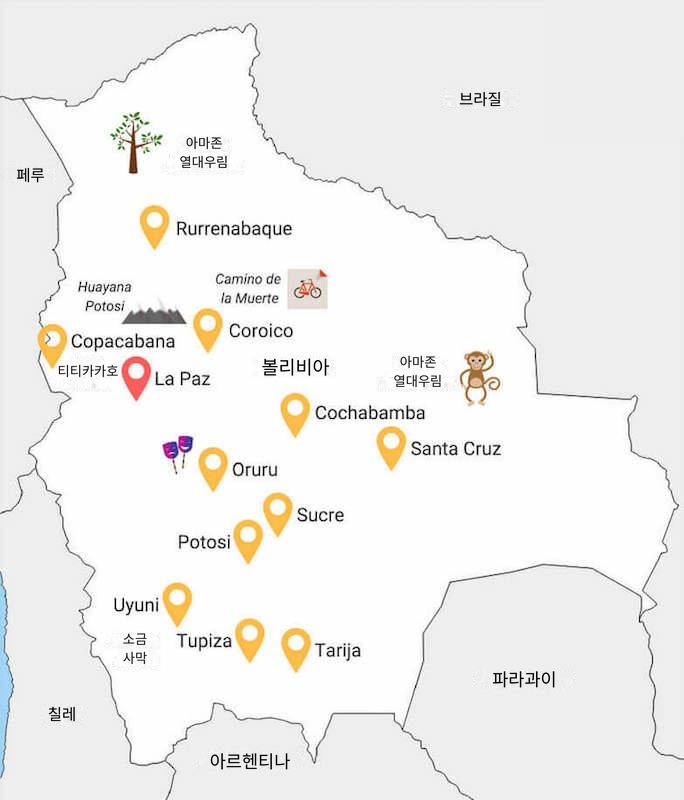 브라질
아마존
열대우림
페루
Rurrenabaque
Huayana
Potosi
Camino de
la Muerte
Coroico
Copacabana
티티카카호
볼리비아
아마존
열대우림
La Paz
Cochabamba
Santa Cruz
Oruru
Sucre
Potosi
Uyuni
소금
사막
Tupiza
Tarija
파라과이
칠레
아르헨티나